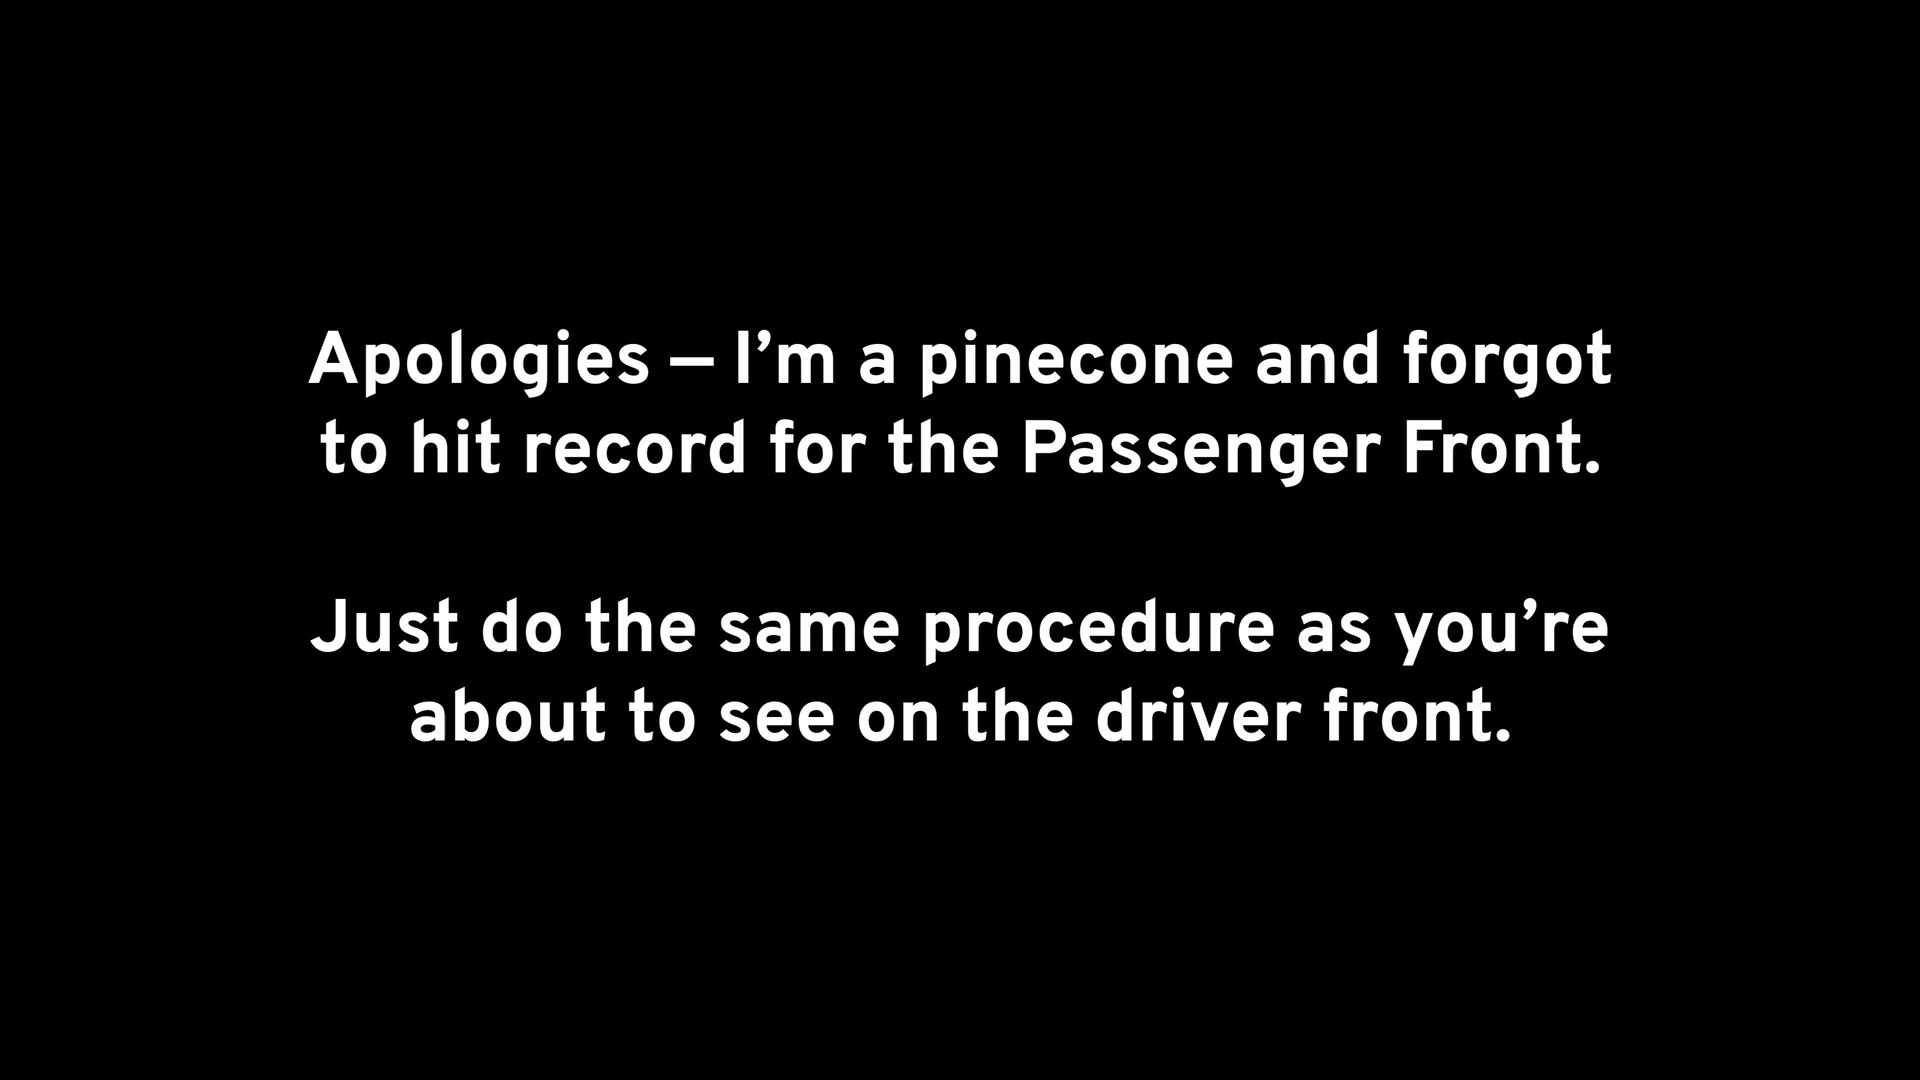 Apologies — I’m a pinecone and forgot
to hit record for the Passenger Front.
Just do the same procedure as you’re
about to see on the driver front.